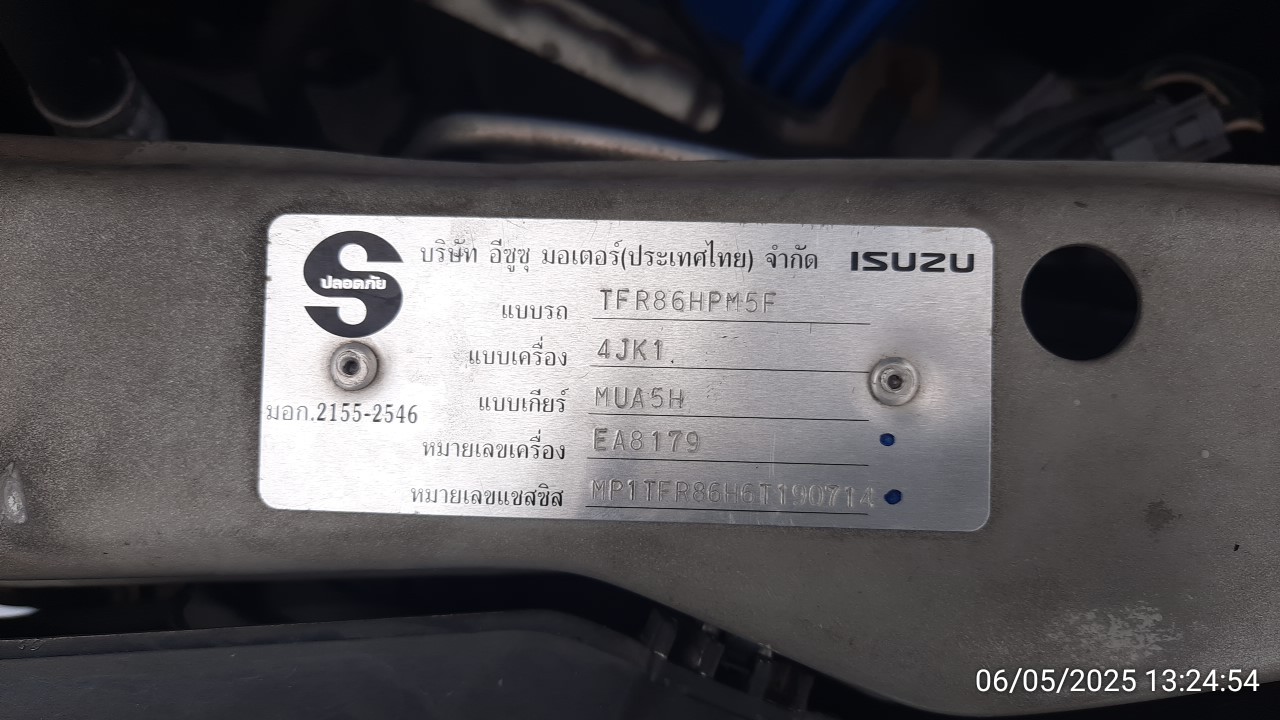 บริษัท อีซูซุ มอเตอร์(ประเทศไทย) จำกัด ISUZU
ปลอดภัย
แบบรถ TFR86HPM5F
แบบเครื่อง 4JK1
แบบเกียร์ MUA5H
มอก.2155-2546
หมายเลขเครื่อง EA8179
หมายเลขแชสซิส MP1TFR86H6T190714
06/05/2025 13:24:54